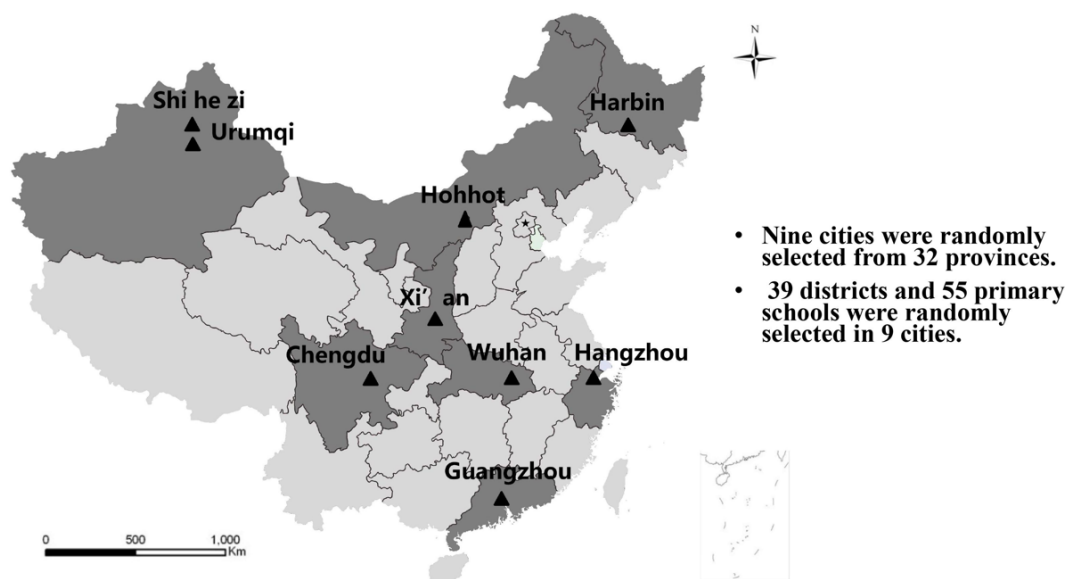 N
Shi he zi
Urumqi
Harbin
Hohhot
Xi’ an
Chengdu
Wuhan
Hangzhou
Guangzhou
0 500 1,000
Km
• Nine cities were randomly
selected from 32 provinces.
• 39 districts and 55 primary
schools were randomly
selected in 9 cities.